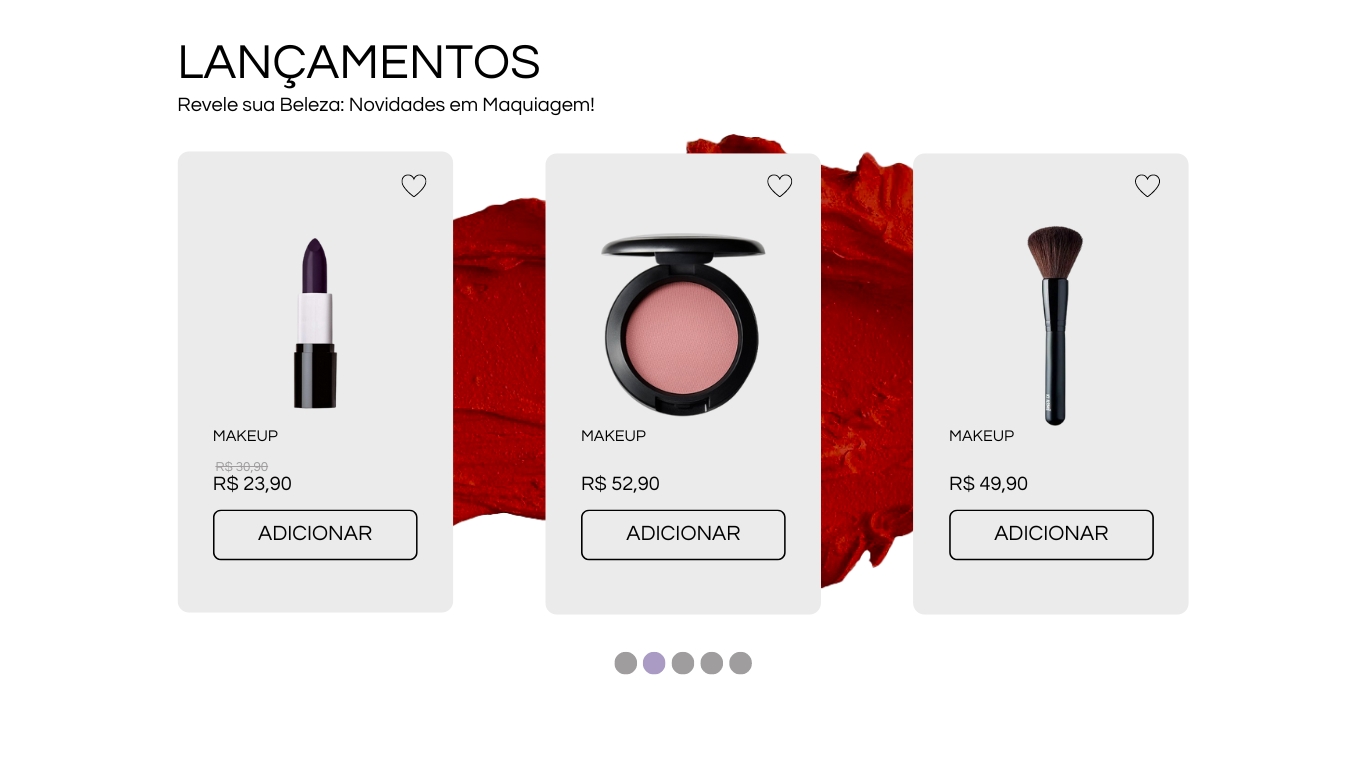 LANÇAMENTOS
Revele sua Beleza: Novidades em Maquiagem!
MAKEUP
R$ 30,90
R$ 23,90
ADICIONAR
MAKEUP
R$ 52,90
ADICIONAR
MAKEUP
R$ 49,90
ADICIONAR